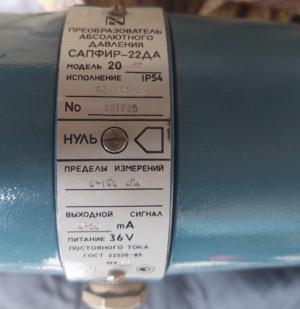 ПРЕОБРАЗОВАТЕЛЬ
АБСОЛЮТНОГО
ДАВЛЕНИЯ
САПФИР-22ДА
МОДЕЛЬ 20
ИСПОЛНЕНИЕ IP54
No
НУЛЬ
ПРЕДЕЛЫ ИЗМЕРЕНИЙ
ВЫХОДНОЙ СИГНАЛ
mA
ПИТАНИЕ 36V
ПОСТОЯННОГО ТОКА
ГОСТ 22520-85